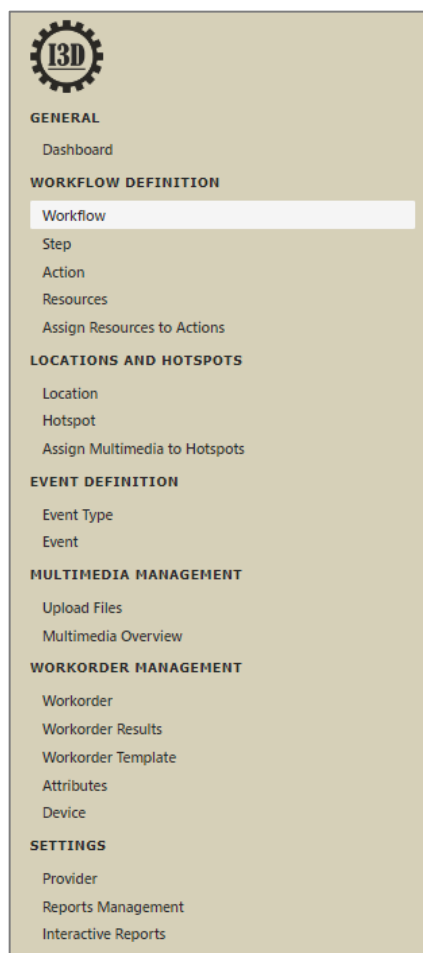 I3D
GENERAL
Dashboard
WORKFLOW DEFINITION
Workflow
Step
Action
Resources
Assign Resources to Actions
LOCATIONS AND HOTSPOTS
Location
Hotspot
Assign Multimedia to Hotspots
EVENT DEFINITION
Event Type
Event
MULTIMEDIA MANAGEMENT
Upload Files
Multimedia Overview
WORKORDER MANAGEMENT
Workorder
Workorder Results
Workorder Template
Attributes
Device
SETTINGS
Provider
Reports Management
Interactive Reports